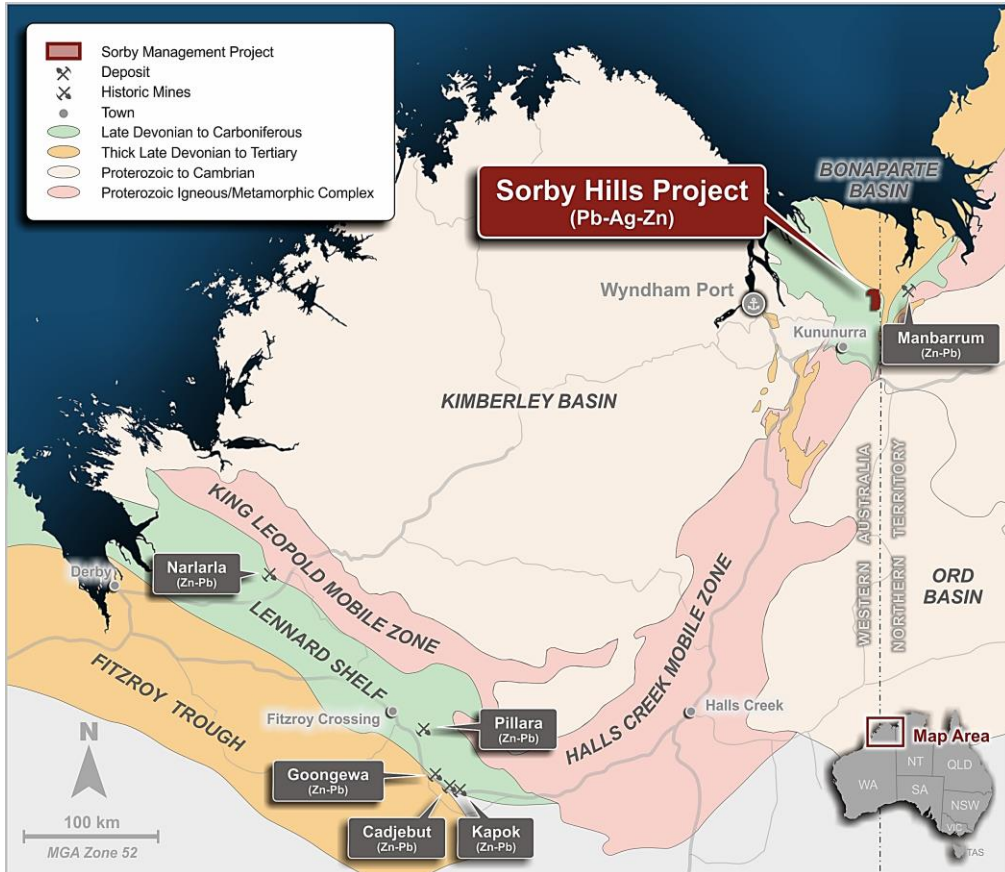 Sorby Management Project
Deposit
Historic Mines
Town
Late Devonian to Carboniferous
Thick Late Devonian to Tertiary
Proterozoic to Cambrian
Proterozoic Igneous/Metamorphic Complex
BONAPARTE
BASIN
Sorby Hills Project
(Pb-Ag-Zn)
Wyndham Port
Kununurra
Manbarrum
(Zn-Pb)
KIMBERLEY BASIN
KING LEOPOLD MOBILE ZONE
Narlarla
(Zn-Pb)
Derby
LENNARD SHELF
FITZROY TROUGH
HALLS CREEK MOBILE ZONE
WESTERN AUSTRALIA
NORTHERN TERRITORY
ORD
BASIN
Fitzroy Crossing
Halls Creek
Pillara
(Zn-Pb)
Goongewa
(Zn-Pb)
Cadjebut
(Zn-Pb)
Kapok
(Zn-Pb)
N
100 km
MGA Zone 52
Map Area
WA
NT
QLD
SA
NSW
VIC
TAS